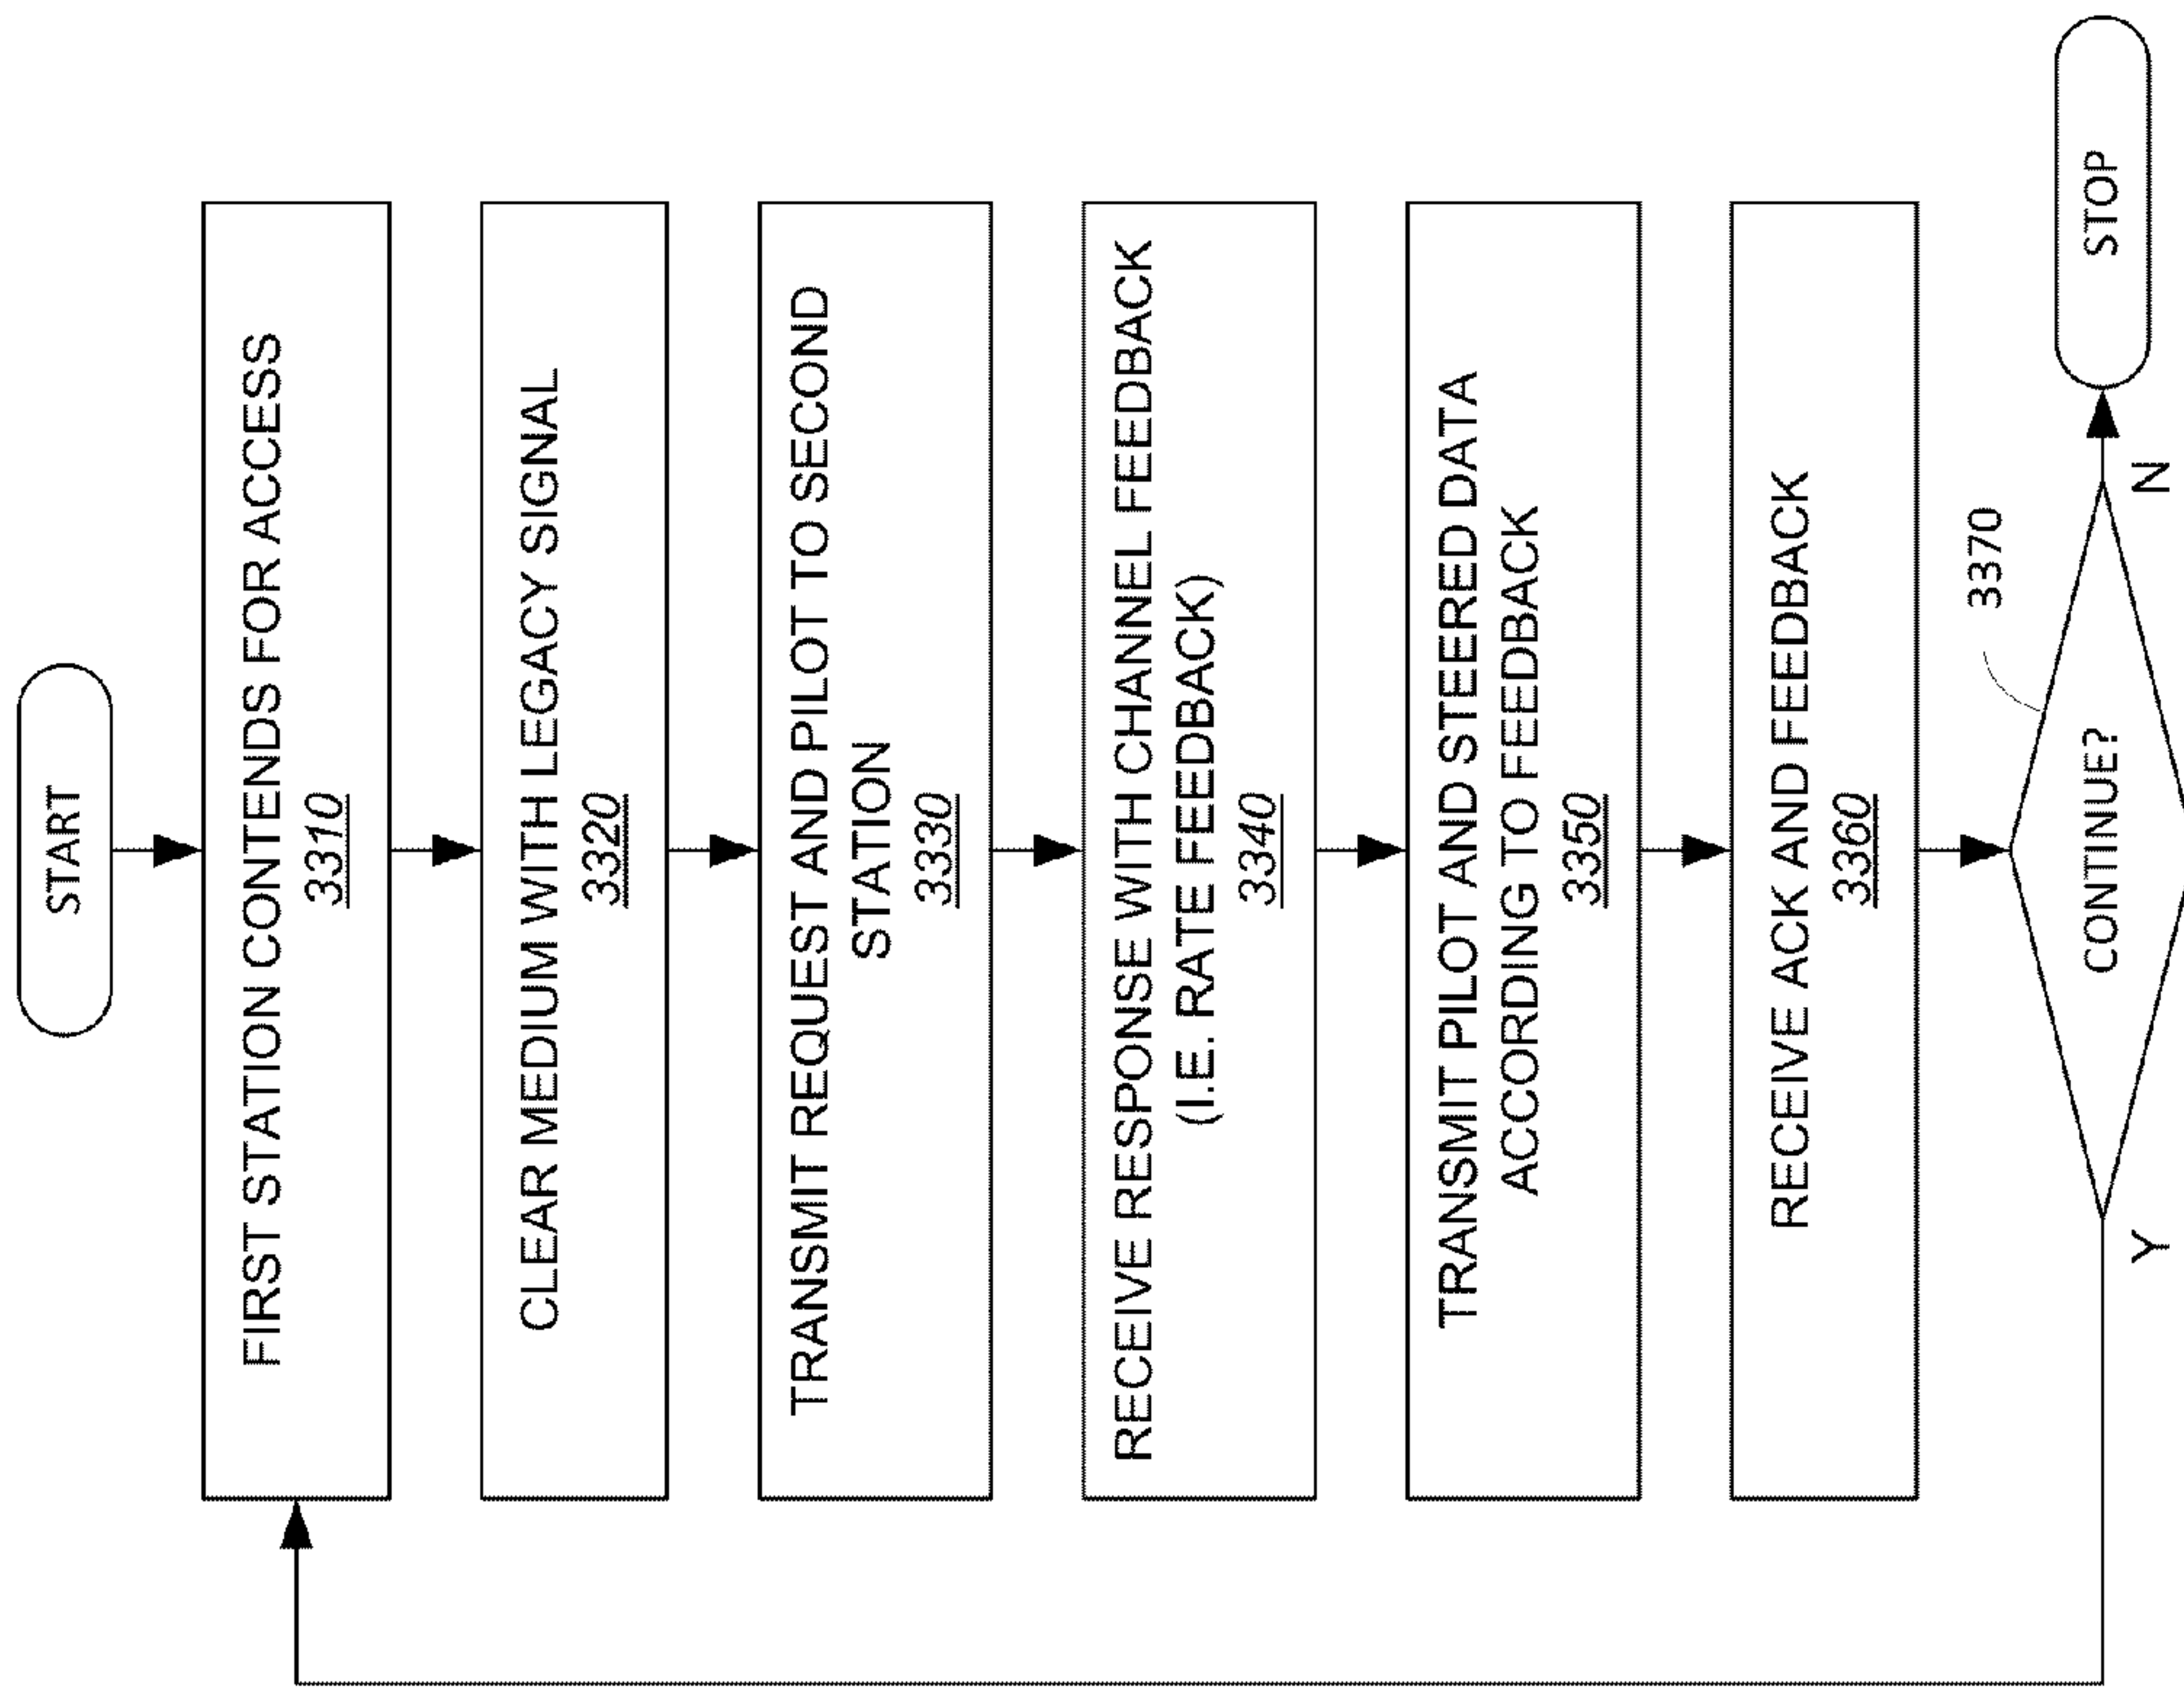 START
FIRST STATION CONTENDS FOR ACCESS
3310
CLEAR MEDIUM WITH LEGACY SIGNAL
3320
TRANSMIT REQUEST AND PILOT TO SECOND
STATION
3330
RECEIVE RESPONSE WITH CHANNEL FEEDBACK
(I.E. RATE FEEDBACK)
3340
TRANSMIT PILOT AND STEERED DATA
ACCORDING TO FEEDBACK
3350
RECEIVE ACK AND FEEDBACK
3360
3370
CONTINUE?
Y
N
STOP